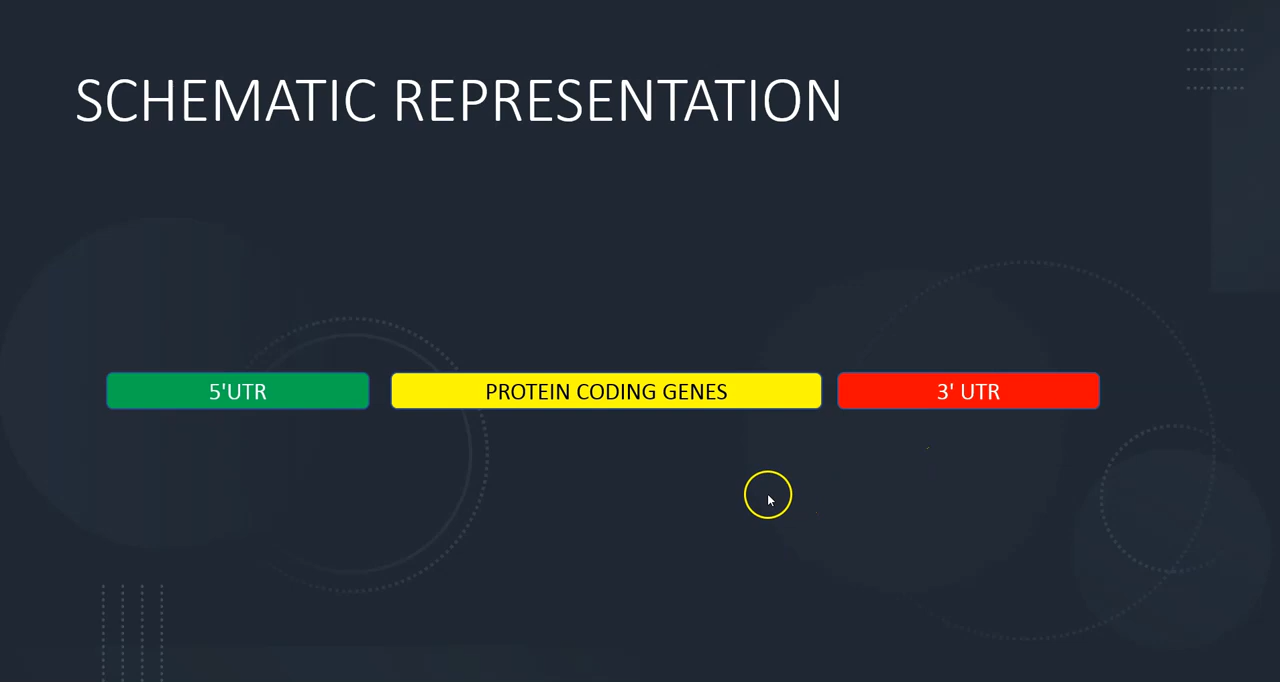 SCHEMATIC REPRESENTATION
5'UTR
PROTEIN CODING GENES
3' UTR